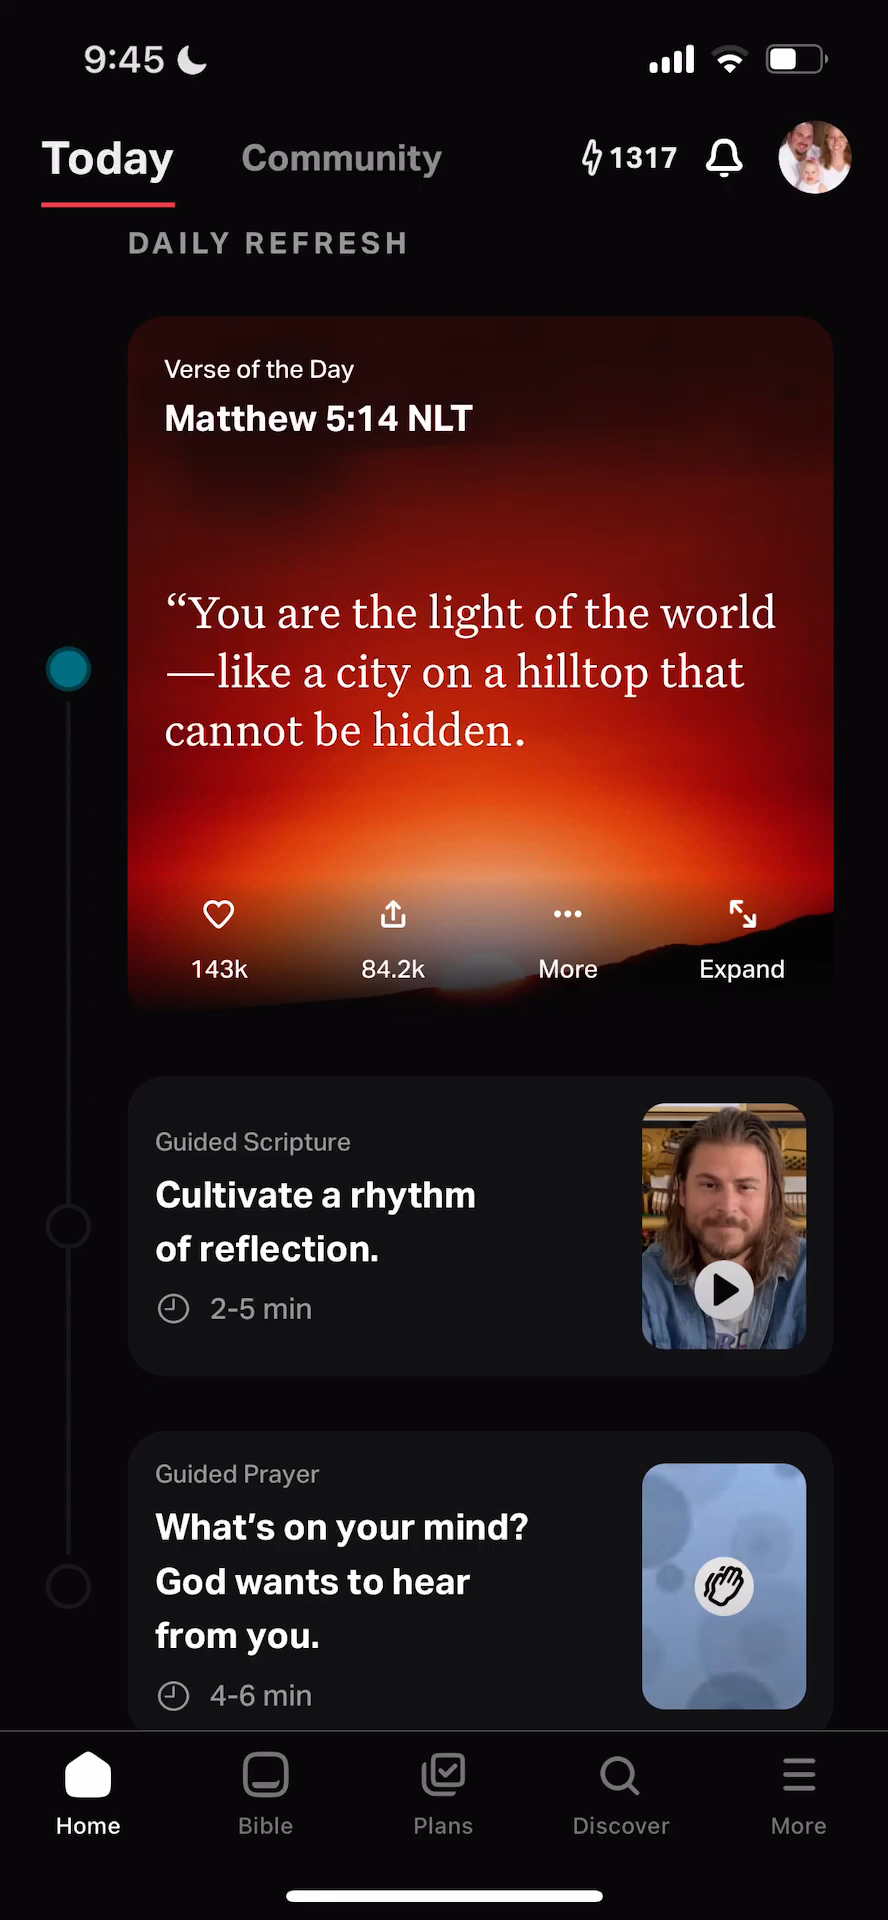 9:45
Today
Community
1317
DAILY REFRESH
Verse of the Day
Matthew 5:14 NLT
“You are the light of the world
—like a city on a hilltop that
cannot be hidden.
143k
84.2k
More
Expand
Guided Scripture
Cultivate a rhythm
of reflection.
2-5 min
Guided Prayer
What’s on your mind?
God wants to hear
from you.
4-6 min
Home
Bible
Plans
Discover
More